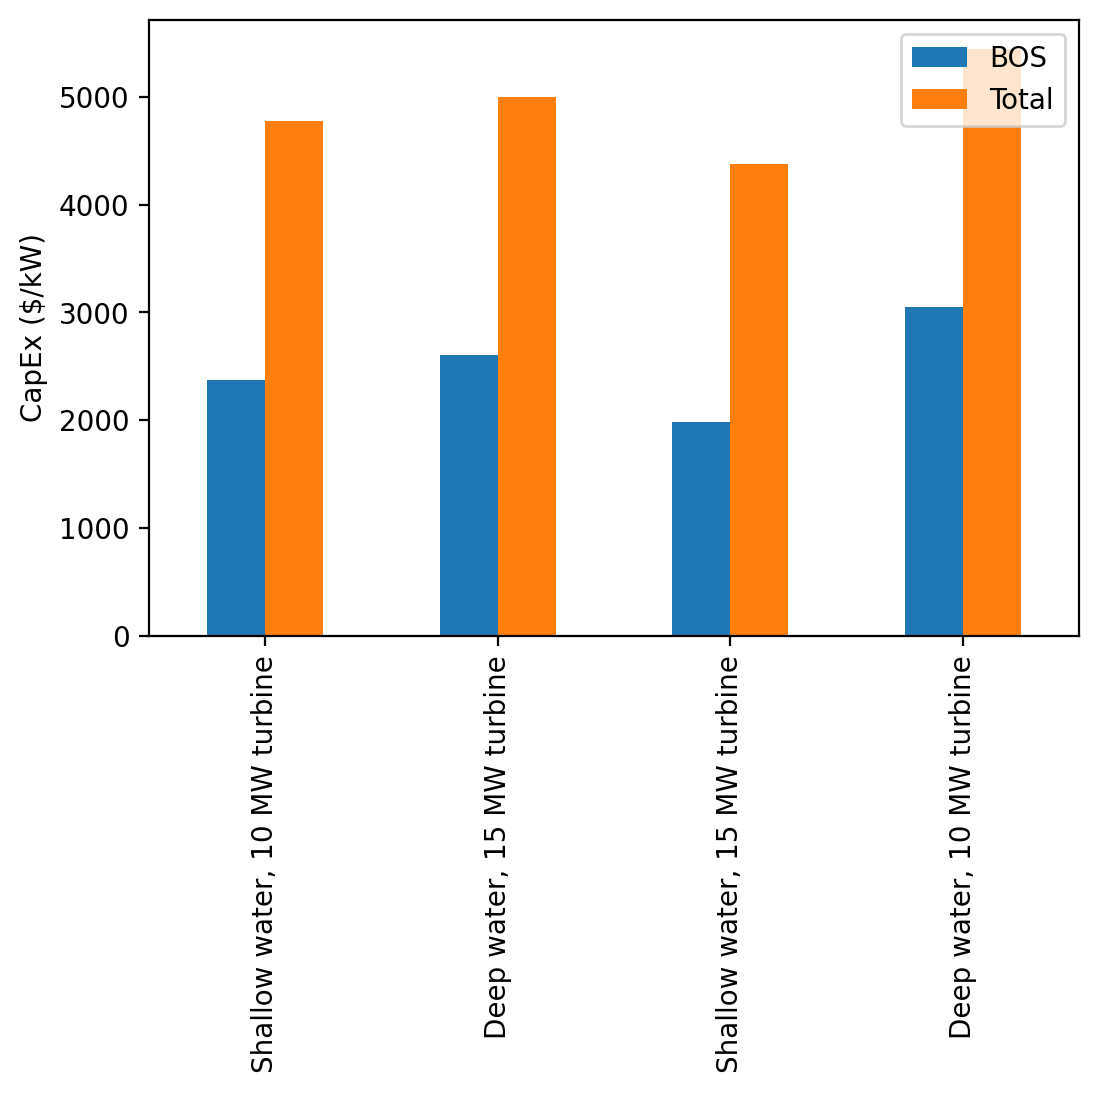 BOS
Total
5000
4000
3000
2000
1000
0
CapEx ($/kW)
Shallow water, 10 MW turbine
Deep water, 15 MW turbine
Shallow water, 15 MW turbine
Deep water, 10 MW turbine